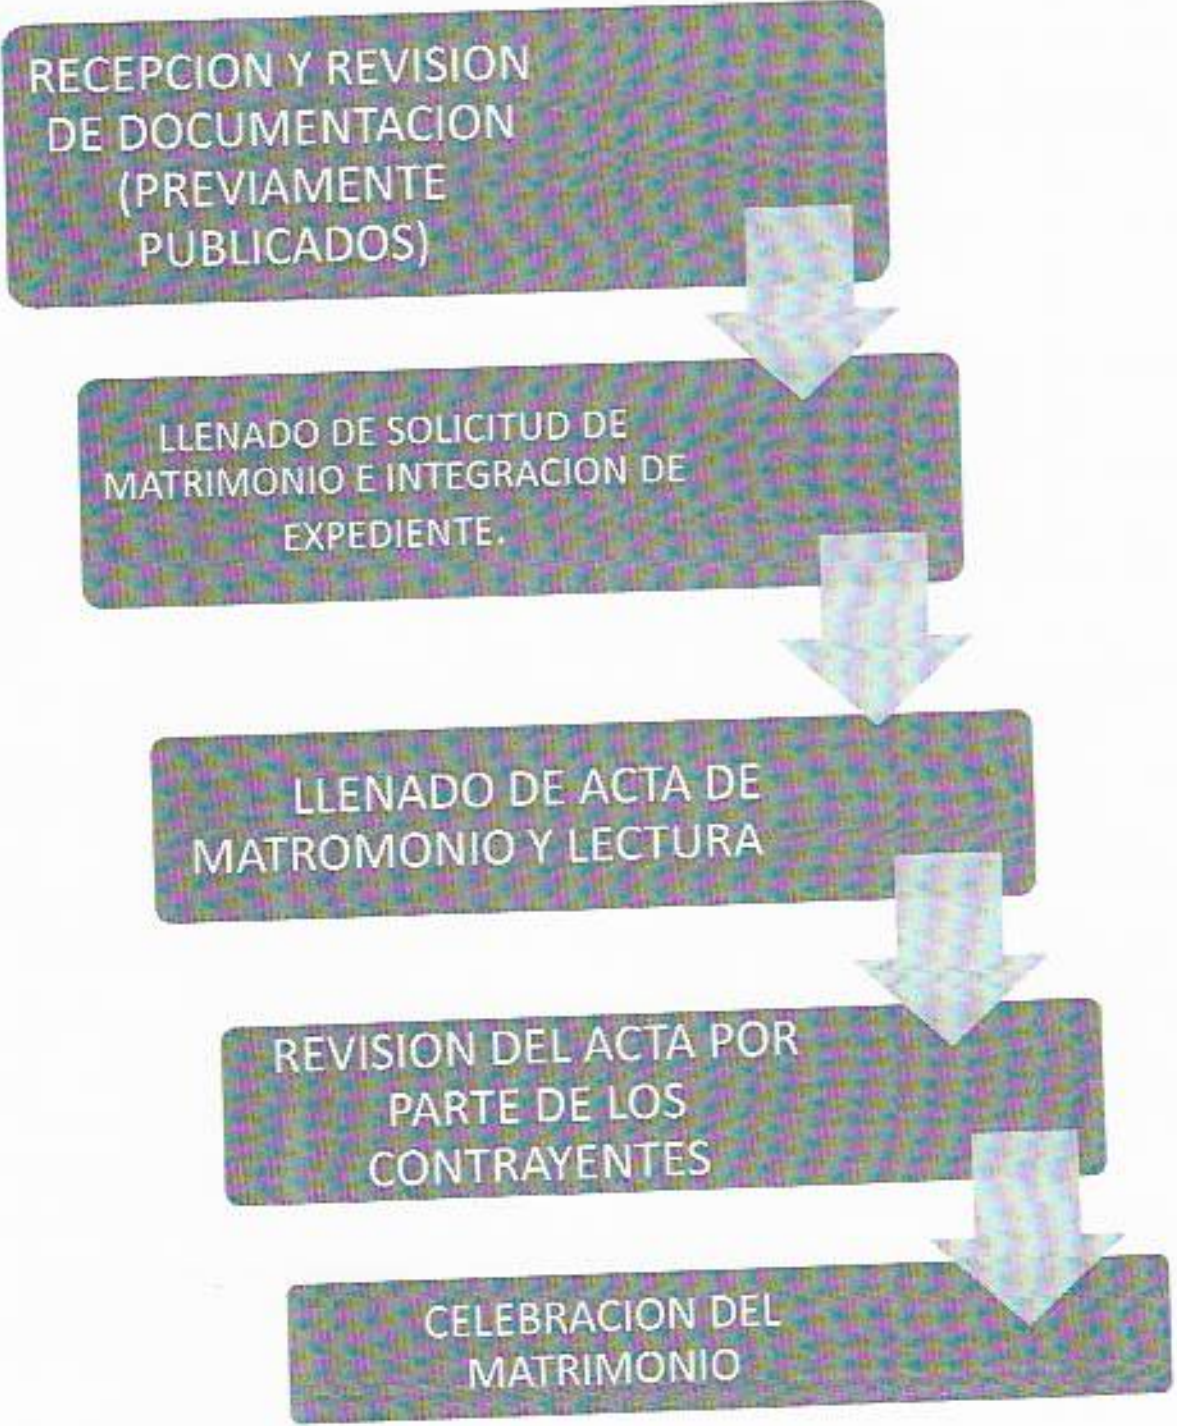 RECEPCION Y REVISION
DE DOCUMENTACION
(PREVIAMENTE
PUBLICADOS)
LLENADO DE SOLICITUD DE
MATRIMONIO E INTEGRACION DE
EXPEDIENTE.
LLENADO DE ACTA DE
MATROMONIO Y LECTURA
REVISION DEL ACTA POR
PARTE DE LOS
CONTRAYENTES
CELEBRACION DEL
MATRIMONIO